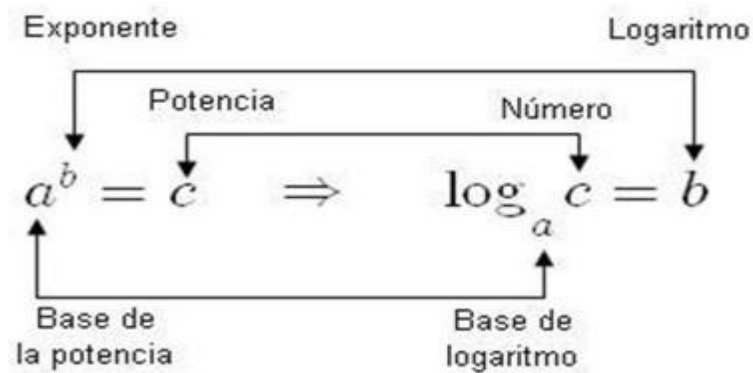 Exponente Logaritmo
Potencia Número
a^b = c ⇒ log_a c = b
Base de la potencia
Base de logaritmo